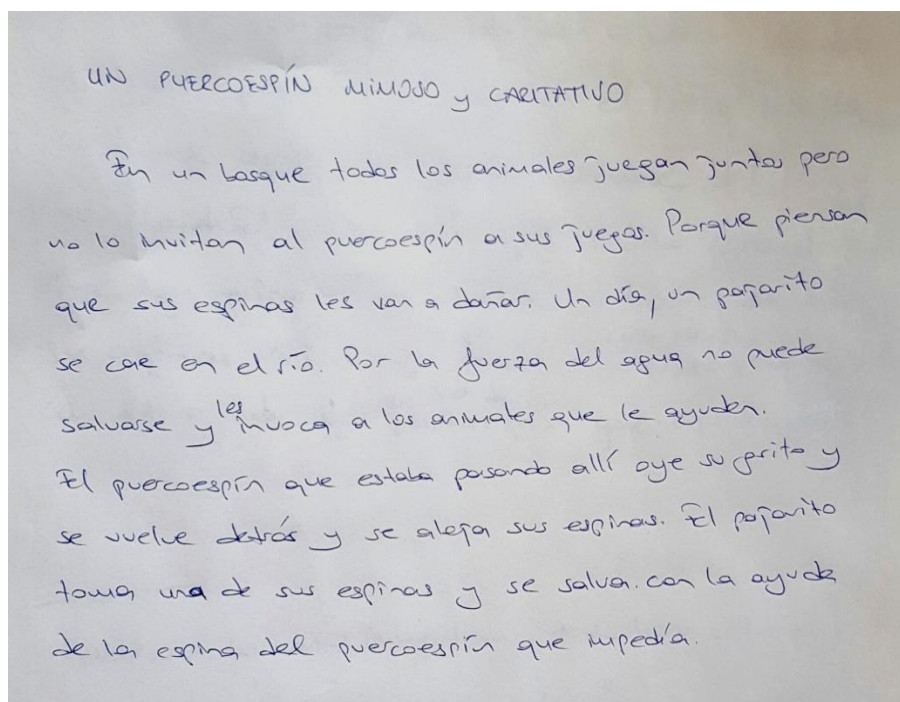 UN PUERCOESPÍN MIMOSO y CARITATIVO
En un bosque todos los animales juegan juntos pero
no lo invitan al puercoespín a sus juegos. Porque piensan
que sus espinas les van a dañar. Un día, un pajarito
se cae en el río. Por la fuerza del agua no puede
salvarse y les invoca a los animales que le ayuden.
El puercoespín que estaba pasando allí oye su grito y
se vuelve detrás y se aleja sus espinas. El pajarito
toma una de sus espinas y se salva. con la ayuda
de la espina del puercoespín que impedía.